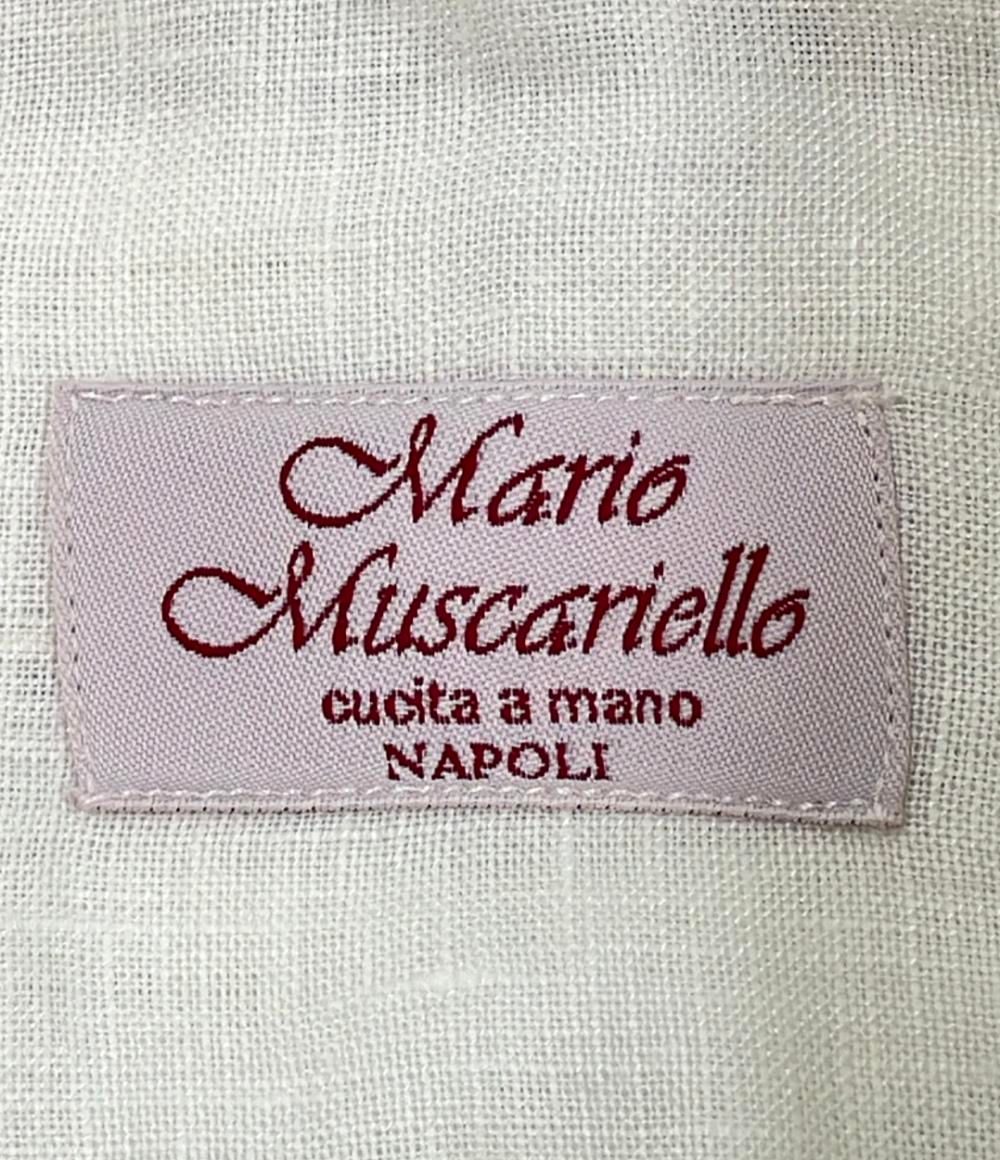 Mario
Muscariello
cucita a mano
NAPOLI